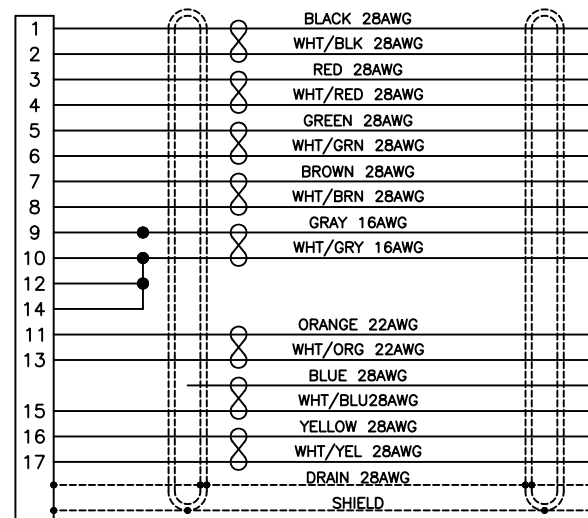 1 BLACK 28AWG
2 WHT/BLK 28AWG
3 RED 28AWG
4 WHT/RED 28AWG
5 GREEN 28AWG
6 WHT/GRN 28AWG
7 BROWN 28AWG
8 WHT/BRN 28AWG
9 GRAY 16AWG
10 WHT/GRY 16AWG
12
14
11 ORANGE 22AWG
13 WHT/ORG 22AWG
BLUE 28AWG
15 WHT/BLU28AWG
16 YELLOW 28AWG
17 WHT/YEL 28AWG
DRAIN 28AWG
SHIELD